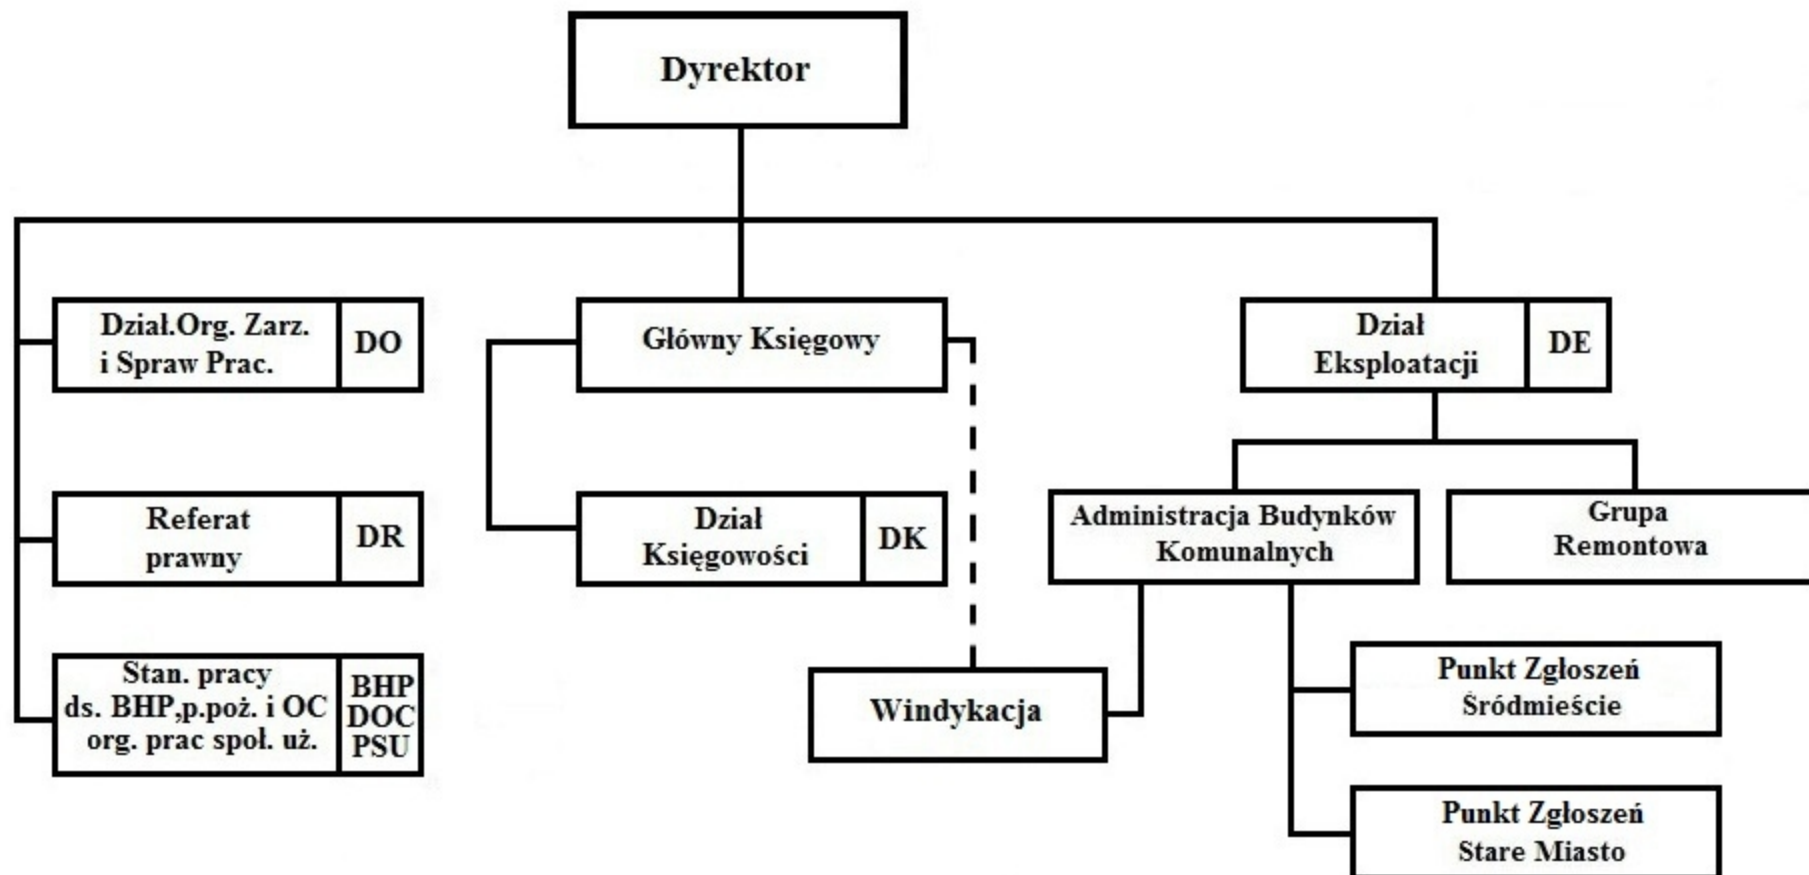 Dyrektor
Dział.Org. Zarz.
i Spraw Prac.
DO
Główny Księgowy
Dział
Eksploatacji
DE
Referat
prawny
DR
Dział
Księgowości
DK
Administracja Budynków
Komunalnych
Grupa
Remontowa
Stan. pracy
ds. BHP,p.poż. i OC
org. prac społ. uż.
BHP
DOC
PSU
Windykacja
Punkt Zgłoszeń
Śródmieście
Punkt Zgłoszeń
Stare Miasto